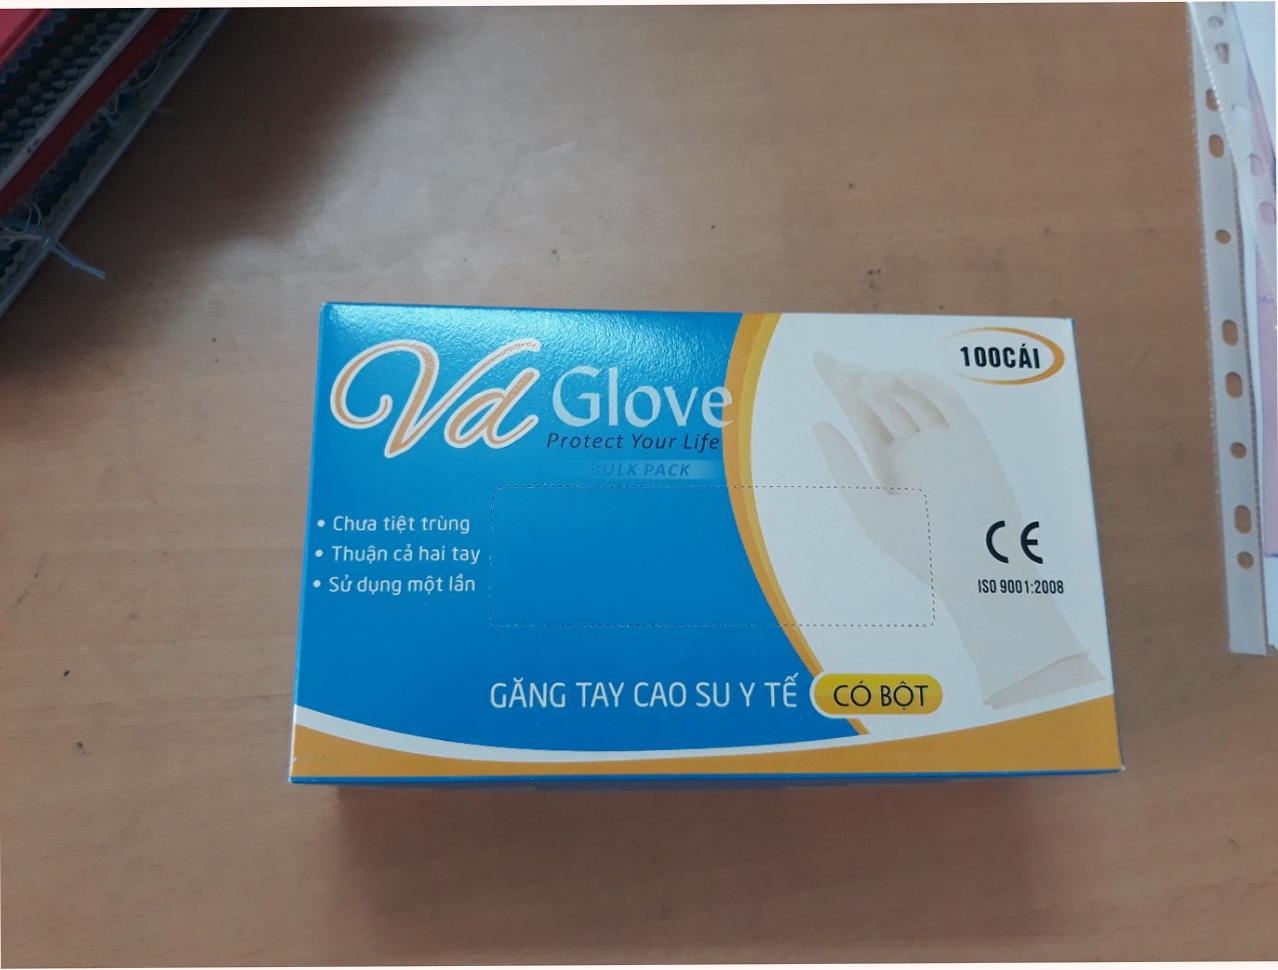 Vd Glove
Protect Your Life
BULK PACK
100CÁI
• Chưa tiệt trùng
• Thuận cả hai tay
• Sử dụng một lần
CE
ISO 9001:2008
GĂNG TAY CAO SU Y TẾ CÓ BỘT